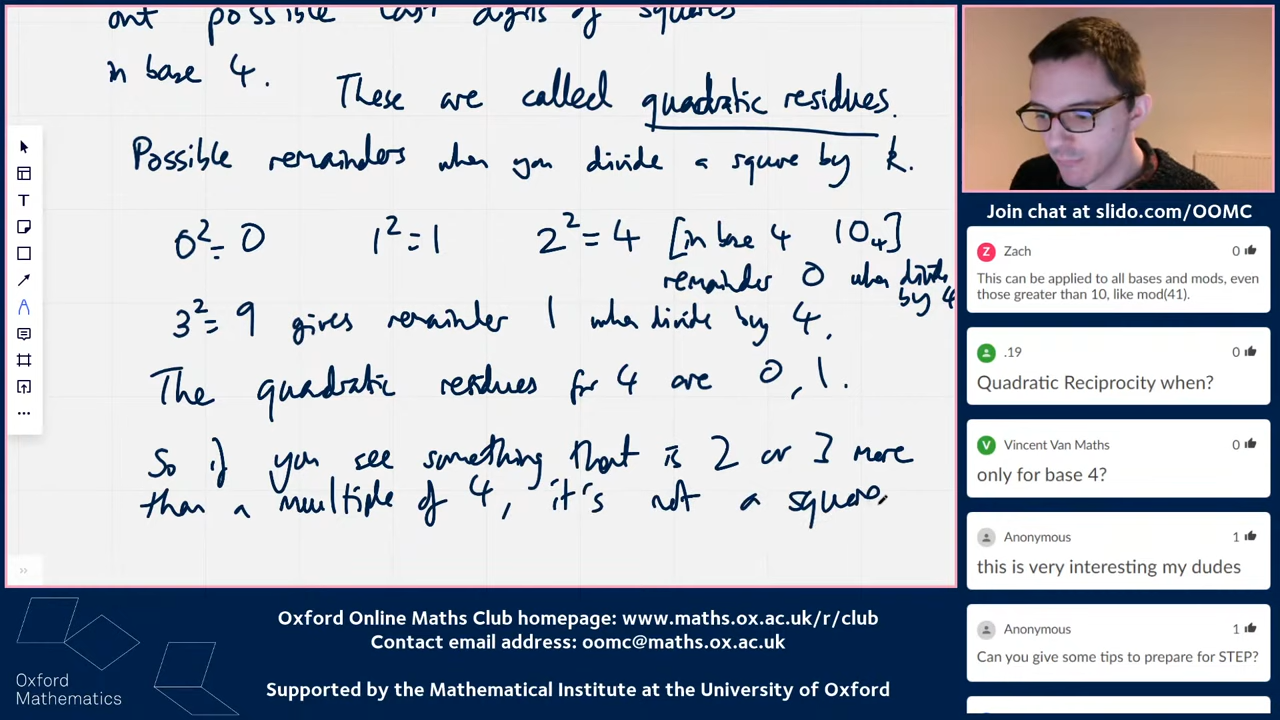 out possible last digits of squares
in base 4.
These are called quadratic residues.
Possible remainders when you divide a square by k.
0² = 0 1² = 1 2² = 4 [in base 4 10₄]
remainder 0 when divide
by 4
3² = 9 gives remainder 1 when divide by 4.
The quadratic residues for 4 are 0, 1.
So if you see something that is 2 or 3 more
than a multiple of 4, it's not a square,
Join chat at slido.com/OOMC
Z Zach 0
This can be applied to all bases and mods, even
those greater than 10, like mod(41).
.19 0
Quadratic Reciprocity when?
V Vincent Van Maths 0
only for base 4?
Anonymous 1
this is very interesting my dudes
Anonymous 1
Can you give some tips to prepare for STEP?
Oxford
Mathematics
Oxford Online Maths Club homepage: www.maths.ox.ac.uk/r/club
Contact email address: oomc@maths.ox.ac.uk
Supported by the Mathematical Institute at the University of Oxford